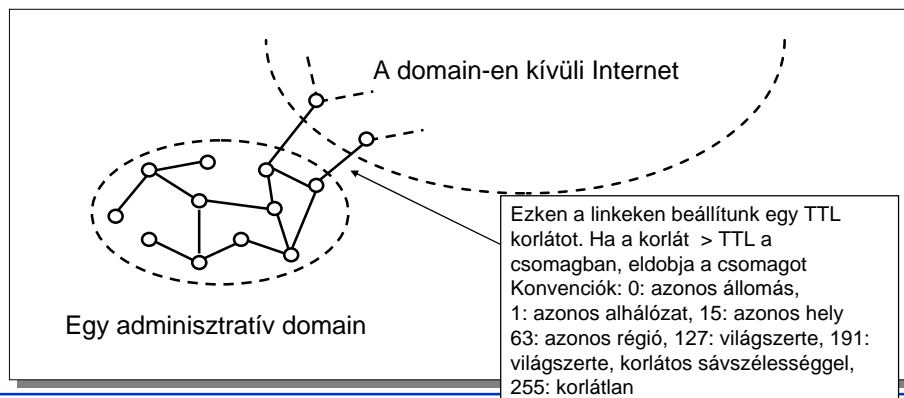 A domain-en kívüli Internet
Ezken a linkeken beállítunk egy TTL
korlátot. Ha a korlát > TTL a
csomagban, eldobja a csomagot
Konvenciók: 0: azonos állomás,
1: azonos alhálózat, 15: azonos hely
63: azonos régió, 127: világszerte, 191:
világszerte, korlátos sávszélességgel,
255: korlátlan
Egy adminisztratív domain